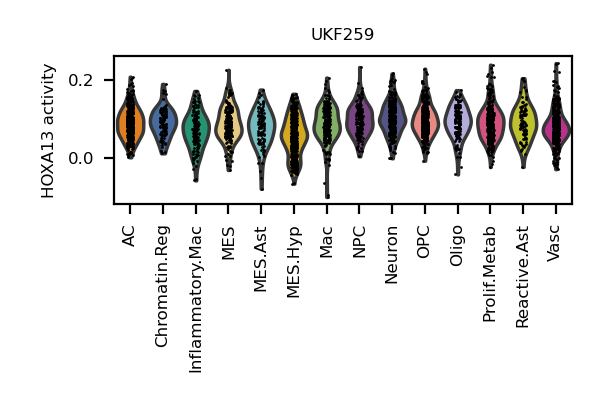 UKF259
HOXA13 activity
0.2
0.0
AC
Chromatin.Reg
Inflammatory.Mac
MES
MES.Ast
MES.Hyp
Mac
NPC
Neuron
OPC
Oligo
Prolif.Metab
Reactive.Ast
Vasc